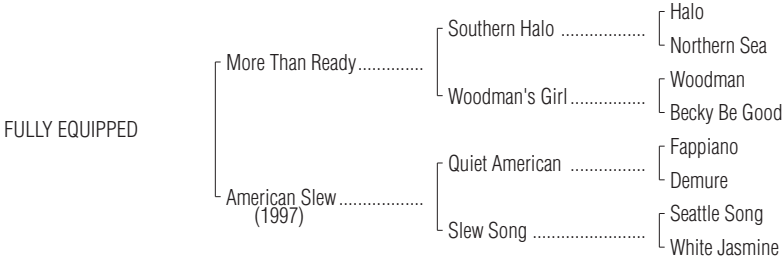 Halo
Southern Halo ...................
Northern Sea
More Than Ready..............
Woodman
Woodman's Girl................
Becky Be Good
FULLY EQUIPPED
Fappiano
Quiet American ................
Demure
American Slew..................
(1997)
Seattle Song
Slew Song ........................
White Jasmine